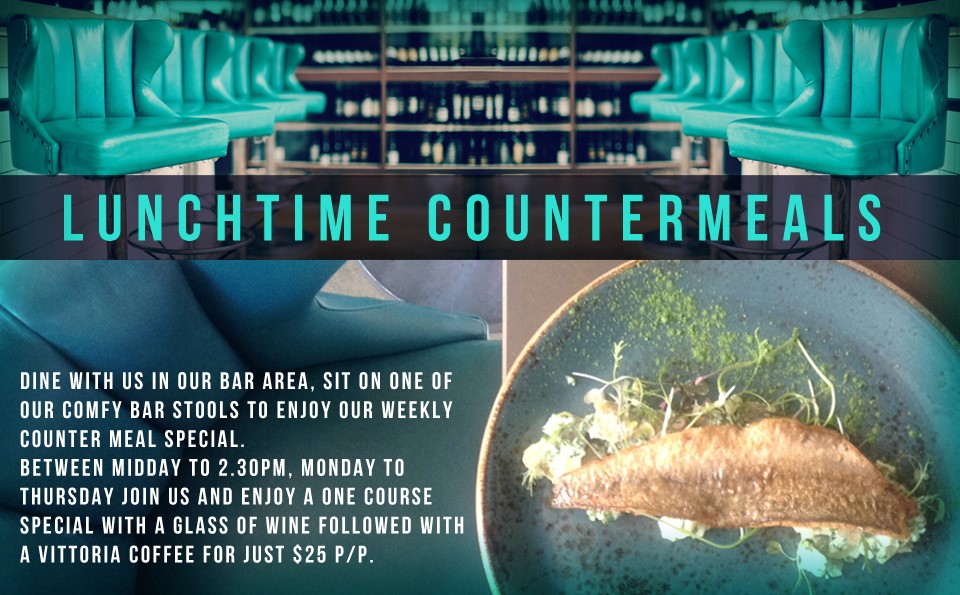 LUNCHTIME COUNTERMEALS
DINE WITH US IN OUR BAR AREA, SIT ON ONE OF
OUR COMFY BAR STOOLS TO ENJOY OUR WEEKLY
COUNTER MEAL SPECIAL.
BETWEEN MIDDAY TO 2.30PM, MONDAY TO
THURSDAY JOIN US AND ENJOY A ONE COURSE
SPECIAL WITH A GLASS OF WINE FOLLOWED WITH
A VITTORIA COFFEE FOR JUST $25 P/P.